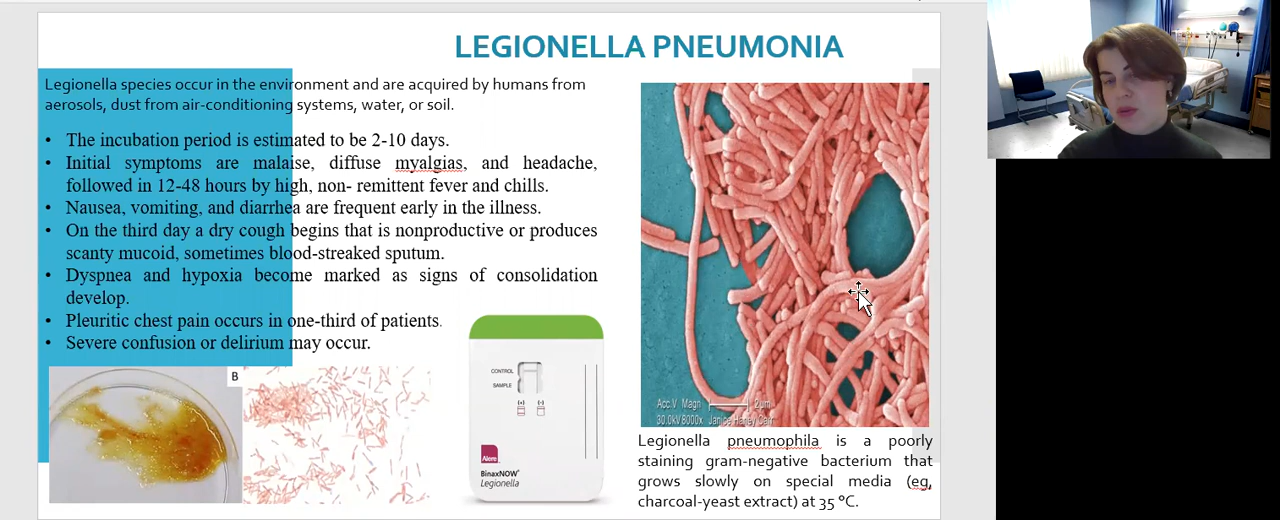 LEGIONELLA PNEUMONIA
Legionella species occur in the environment and are acquired by humans from
aerosols, dust from air-conditioning systems, water, or soil.
• The incubation period is estimated to be 2-10 days.
• Initial symptoms are malaise, diffuse myalgias, and headache,
followed in 12-48 hours by high, non- remittent fever and chills.
• Nausea, vomiting, and diarrhea are frequent early in the illness.
• On the third day a dry cough begins that is nonproductive or produces
scanty mucoid, sometimes blood-streaked sputum.
• Dyspnea and hypoxia become marked as signs of consolidation
develop.
• Pleuritic chest pain occurs in one-third of patients.
• Severe confusion or delirium may occur.
B
CONTROL
SAMPLE
(+) (-)
Alere
BinaxNOW®
Legionella
Acc.V Magn 2µm
30.0kV 8000x Janice Haney Carr
Legionella pneumophila is a poorly
staining gram-negative bacterium that
grows slowly on special media (eg,
charcoal-yeast extract) at 35 °C.